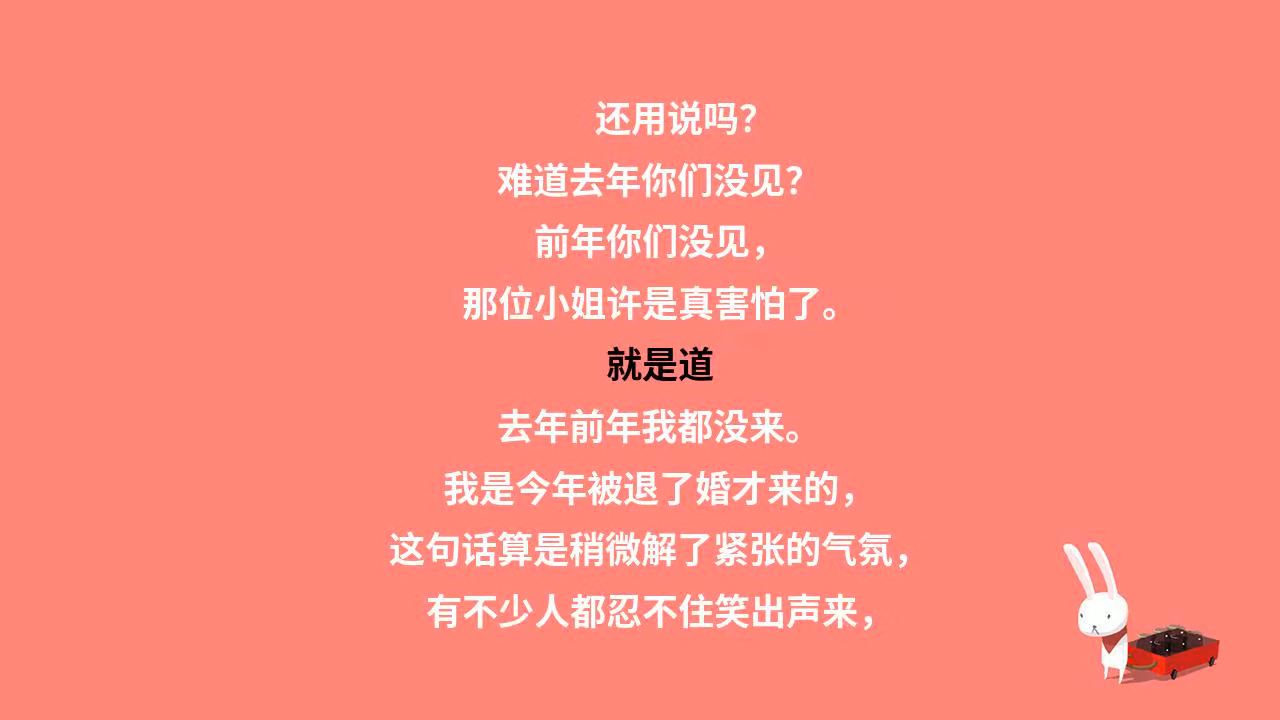 还用说吗？
难道去年你们没见？
前年你们没见，
那位小姐许是真害怕了。
就是道
去年前年我都没来。
我是今年被退了婚才来的，
这句话算是稍微解了紧张的气氛，
有不少人都忍不住笑出声来，